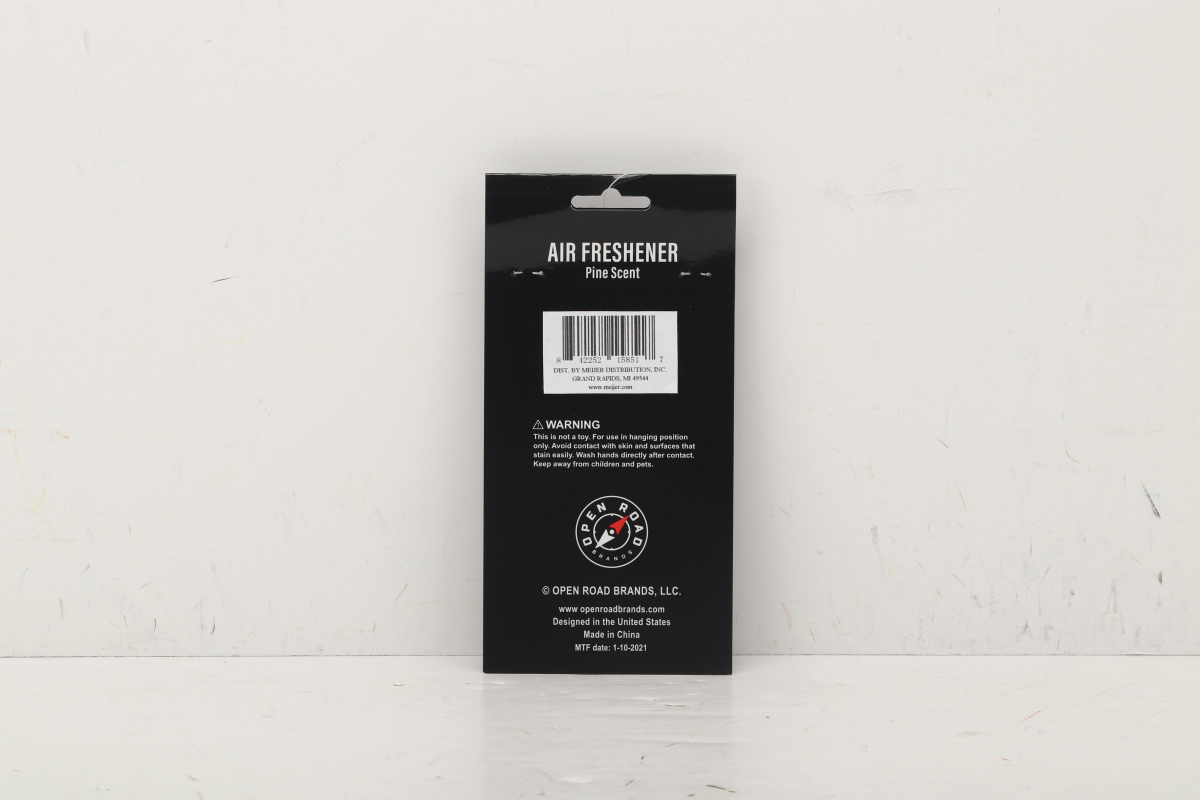 AIR FRESHENER
Pine Scent
8 42252 15851 7
DIST. BY MEIJER DISTRIBUTION, INC.
GRAND RAPIDS, MI 49544
www.meijer.com
⚠ WARNING
This is not a toy. For use in hanging position
only. Avoid contact with skin and surfaces that
stain easily. Wash hands directly after contact.
Keep away from children and pets.
OPEN ROAD
BRANDS
© OPEN ROAD BRANDS, LLC.
www.openroadbrands.com
Designed in the United States
Made in China
MTF date: 1-10-2021